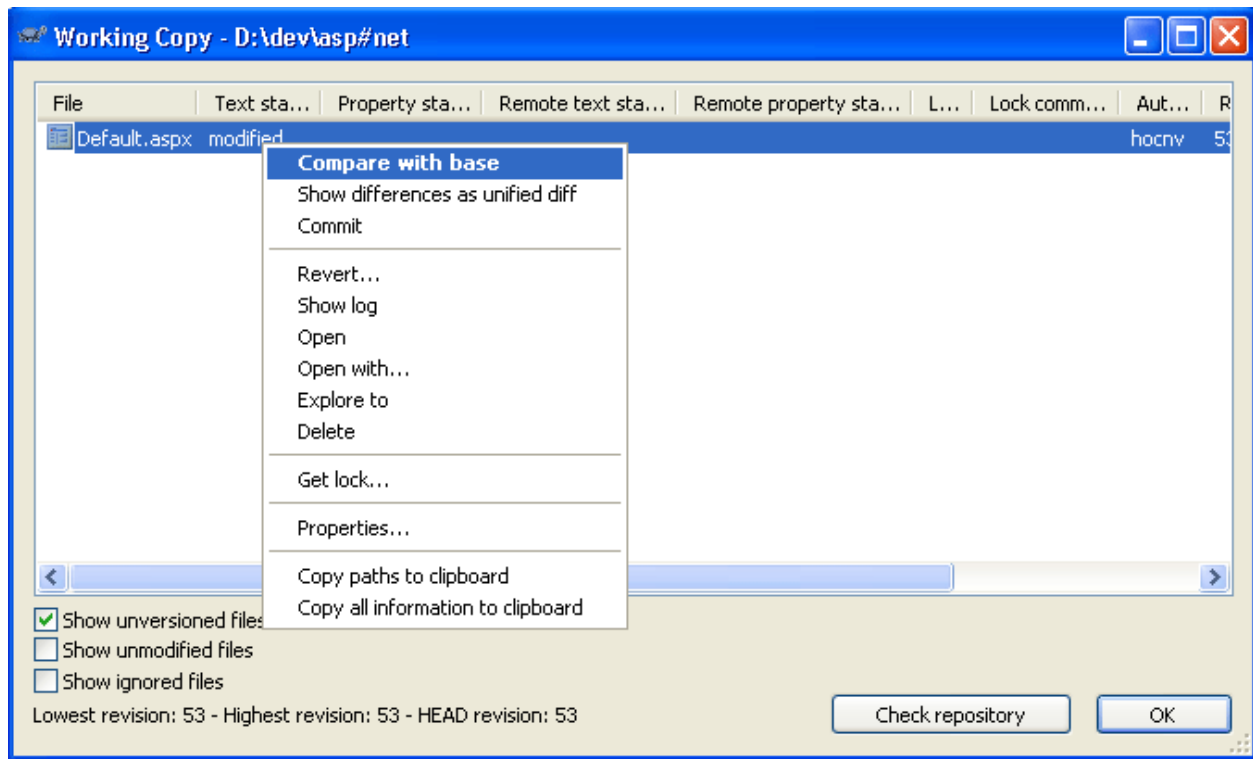 Working Copy - D:\dev\asp#net
File Text sta... Property sta... Remote text sta... Remote property sta... L... Lock comm... Aut... R
Default.aspx modified hocnv 53
Compare with base
Show differences as unified diff
Commit
Revert...
Show log
Open
Open with...
Explore to
Delete
Get lock...
Properties...
Copy paths to clipboard
Copy all information to clipboard
Show unversioned files
Show unmodified files
Show ignored files
Lowest revision: 53 - Highest revision: 53 - HEAD revision: 53
Check repository OK